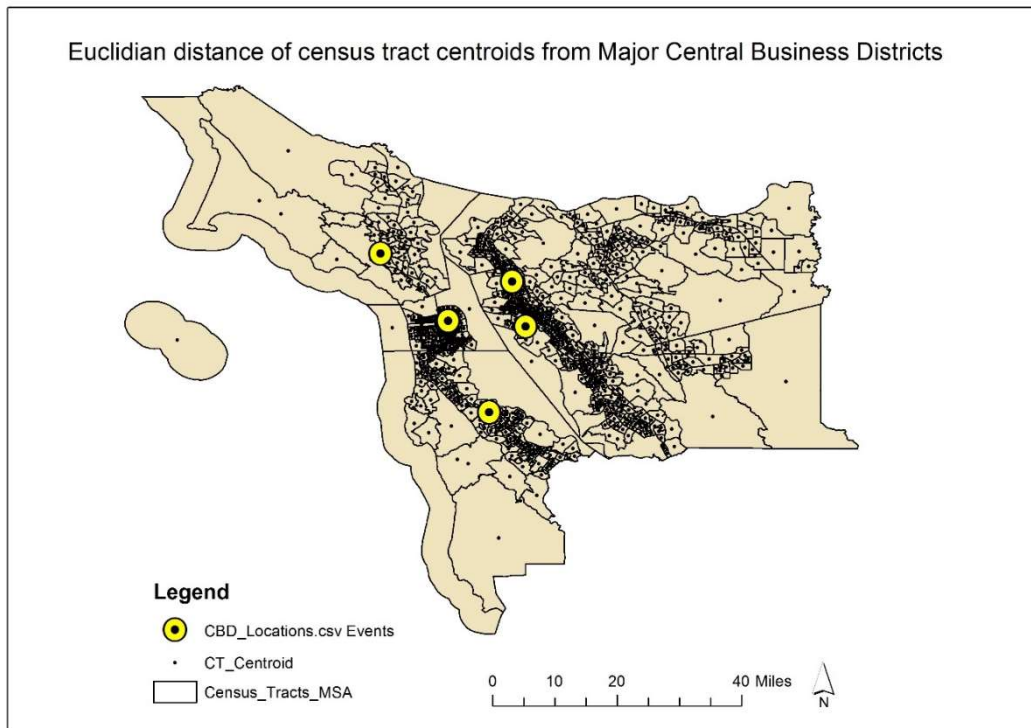 Euclidian distance of census tract centroids from Major Central Business Districts
Legend
CBD_Locations.csv Events
CT_Centroid
Census_Tracts_MSA
0 10 20 40 Miles
N